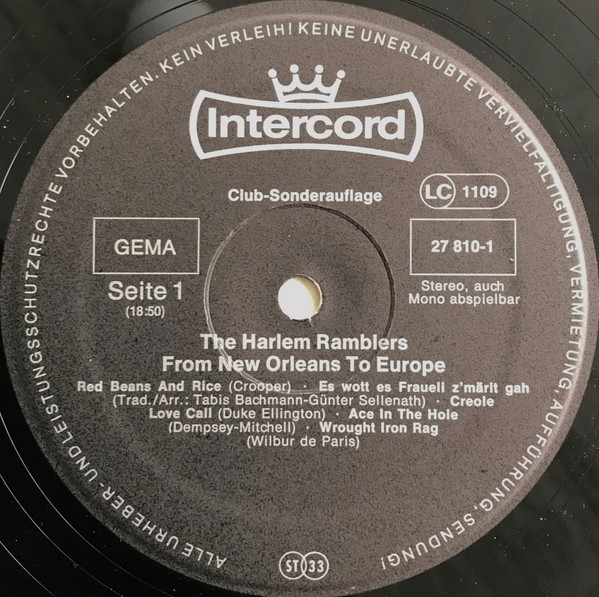 ALLE URHEBER- UND LEISTUNGSSCHUTZRECHTE VORBEHALTEN. KEIN VERLEIH! KEINE UNERLAUBTE VERVIELFÄLTIGUNG, VERMIETUNG, AUFFÜHRUNG, SENDUNG!
Intercord
Club-Sonderauflage
LC 1109
GEMA
27 810-1
Seite 1
(18:50)
Stereo, auch
Mono abspielbar
The Harlem Ramblers
From New Orleans To Europe
Red Beans And Rice (Crooper) · Es wott es Fraueli z'märit gah
(Trad./Arr.: Tabis Bachmann-Günter Sellenath) · Creole
Love Call (Duke Ellington) · Ace In The Hole
(Dempsey-Mitchell) · Wrought Iron Rag
(Wilbur de Paris)
ST 33